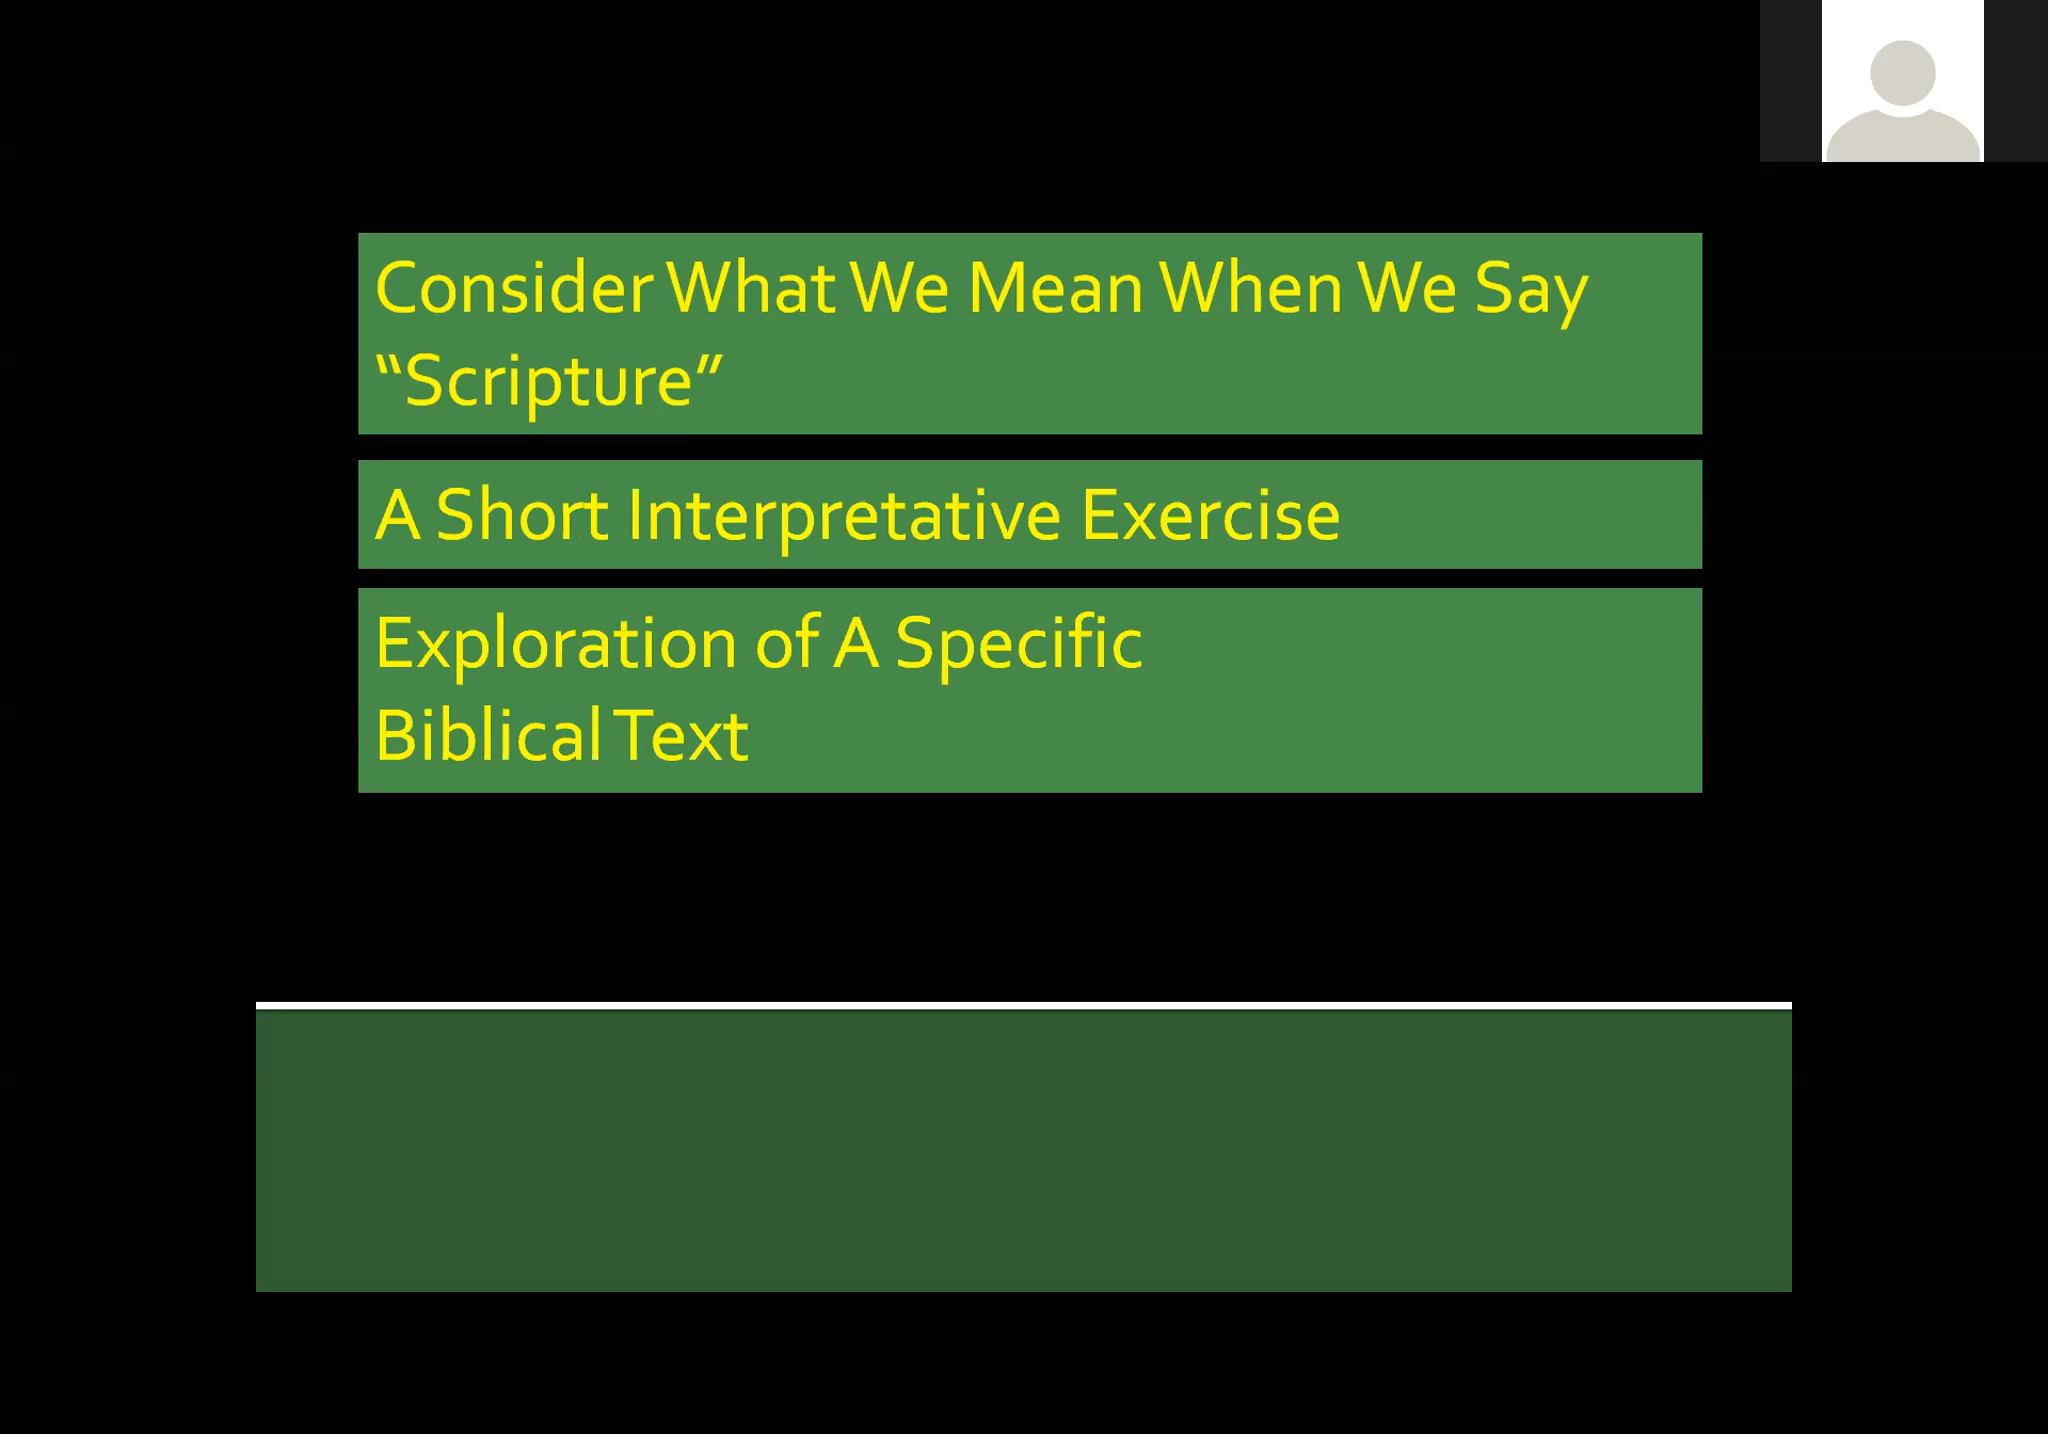 Consider What We Mean When We Say
“Scripture”
A Short Interpretative Exercise
Exploration of A Specific
Biblical Text